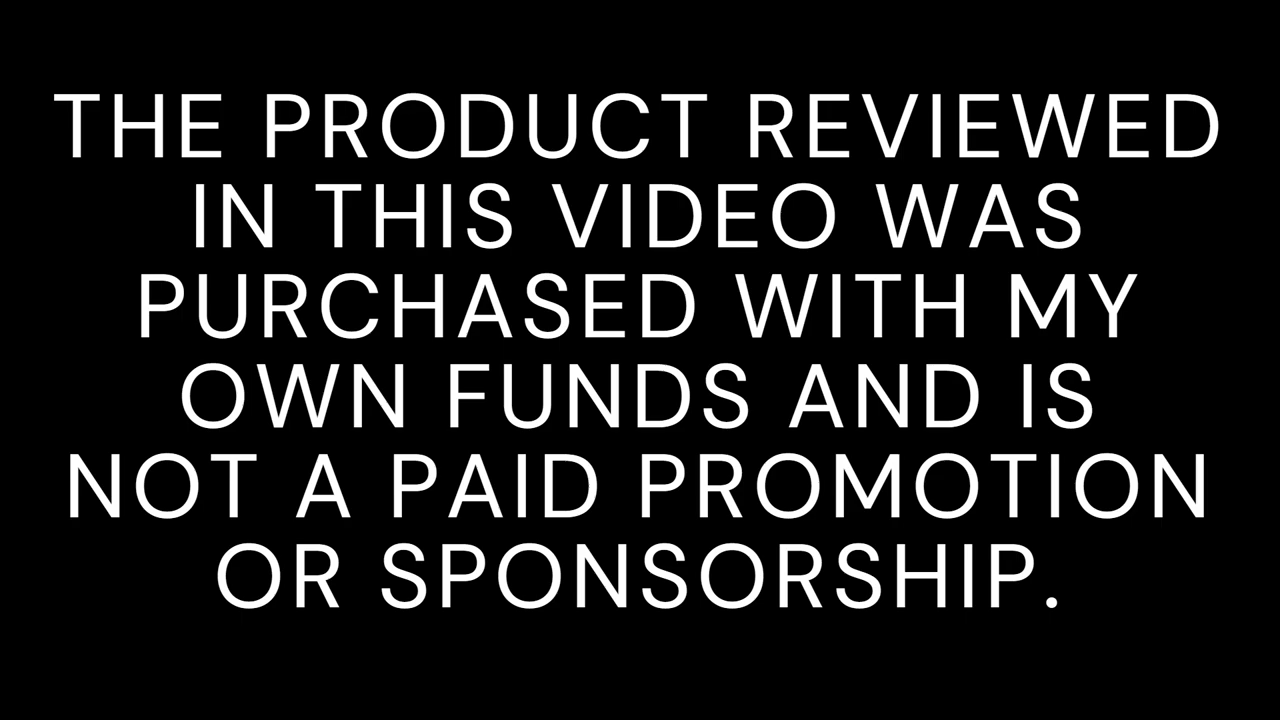 THE PRODUCT REVIEWED
IN THIS VIDEO WAS
PURCHASED WITH MY
OWN FUNDS AND IS
NOT A PAID PROMOTION
OR SPONSORSHIP.